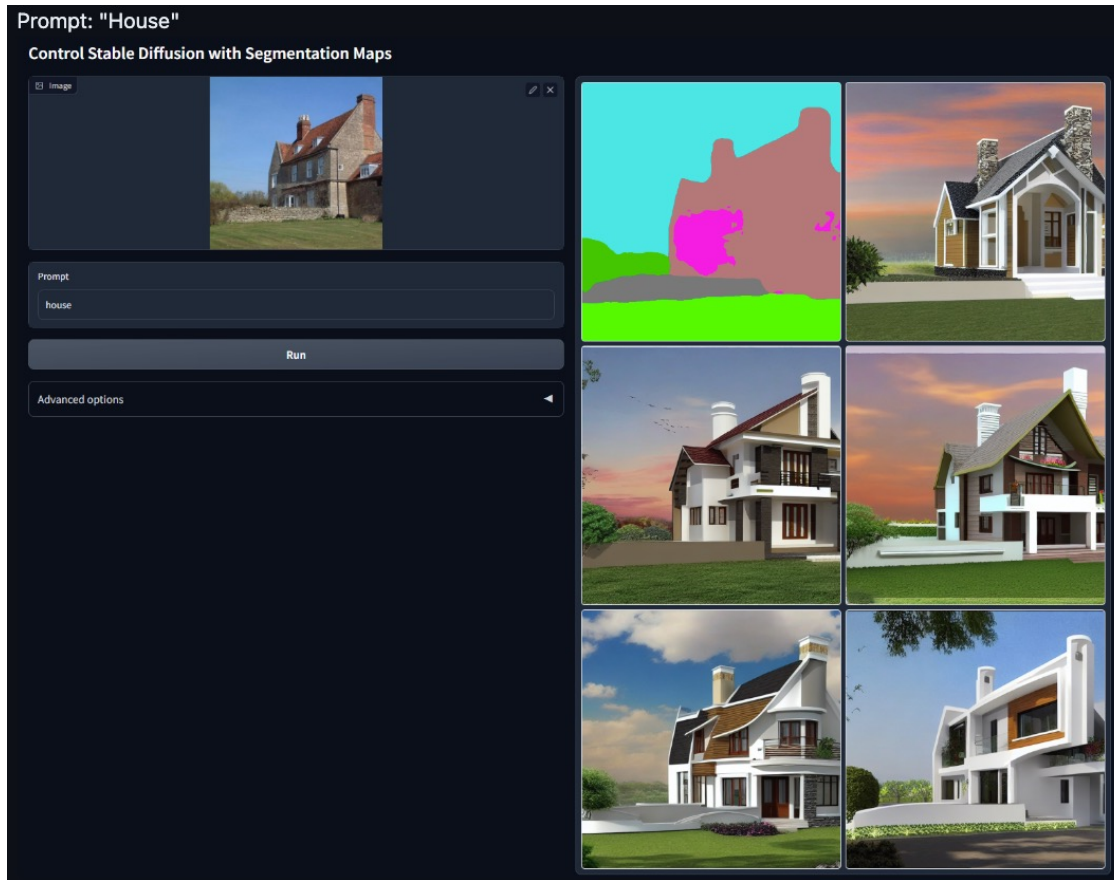 Prompt: "House"
Control Stable Diffusion with Segmentation Maps
Image
Prompt
house
Run
Advanced options